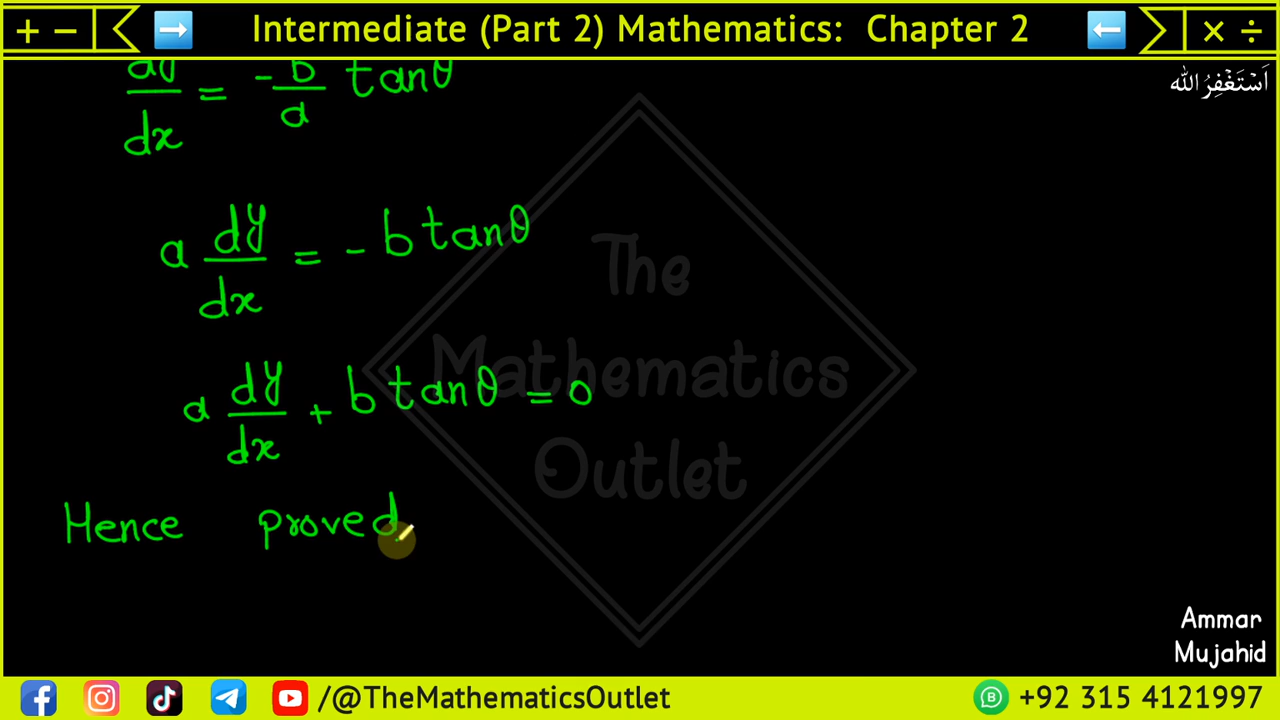 + − Intermediate (Part 2) Mathematics: Chapter 2 × ÷
اَسْتَغْفِرُ اللّٰه
dy/dx = - b/a tanθ
a dy/dx = - b tanθ
a dy/dx + b tanθ = 0
Hence proved
The
Mathematics
Outlet
Ammar
Mujahid
/@TheMathematicsOutlet +92 315 4121997